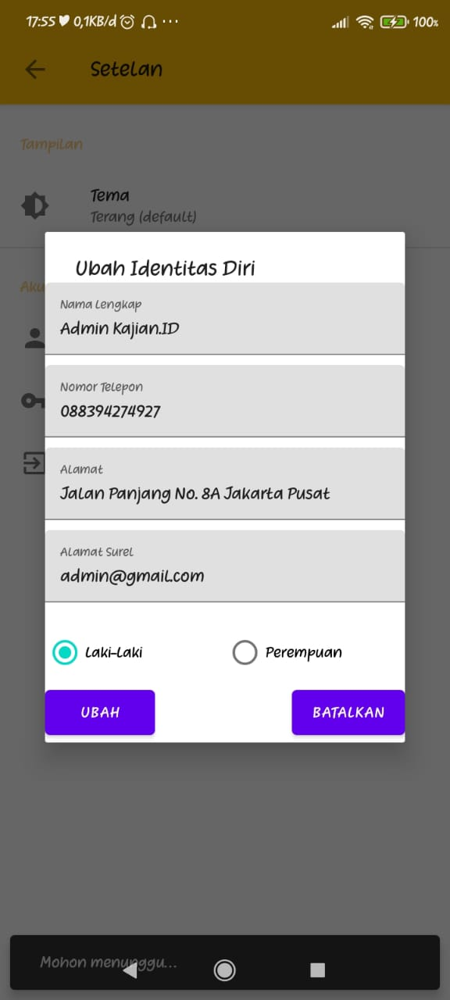 17:55 0,1KB/d ... 100%
Setelan
Tampilan
Tema
Terang (default)
Aku
Ubah Identitas Diri
Nama Lengkap
Admin Kajian.ID
Nomor Telepon
088394274927
Alamat
Jalan Panjang No. 8A Jakarta Pusat
Alamat Surel
admin@gmail.com
Laki-Laki
Perempuan
UBAH
BATALKAN
Mohon menunggu...